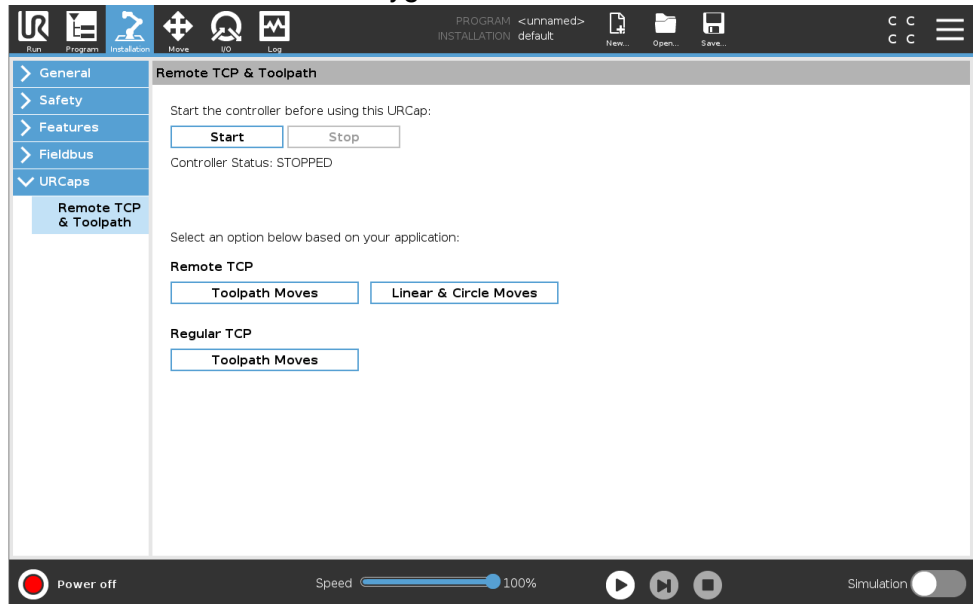 PROGRAM <unnamed>
INSTALLATION default
C C
C C
Run Program Installation Move I/O Log New... Open... Save...
General
Safety
Features
Fieldbus
URCaps
Remote TCP
& Toolpath
Remote TCP & Toolpath
Start the controller before using this URCap:
Start Stop
Controller Status: STOPPED
Select an option below based on your application:
Remote TCP
Toolpath Moves Linear & Circle Moves
Regular TCP
Toolpath Moves
Power off Speed 100% Simulation